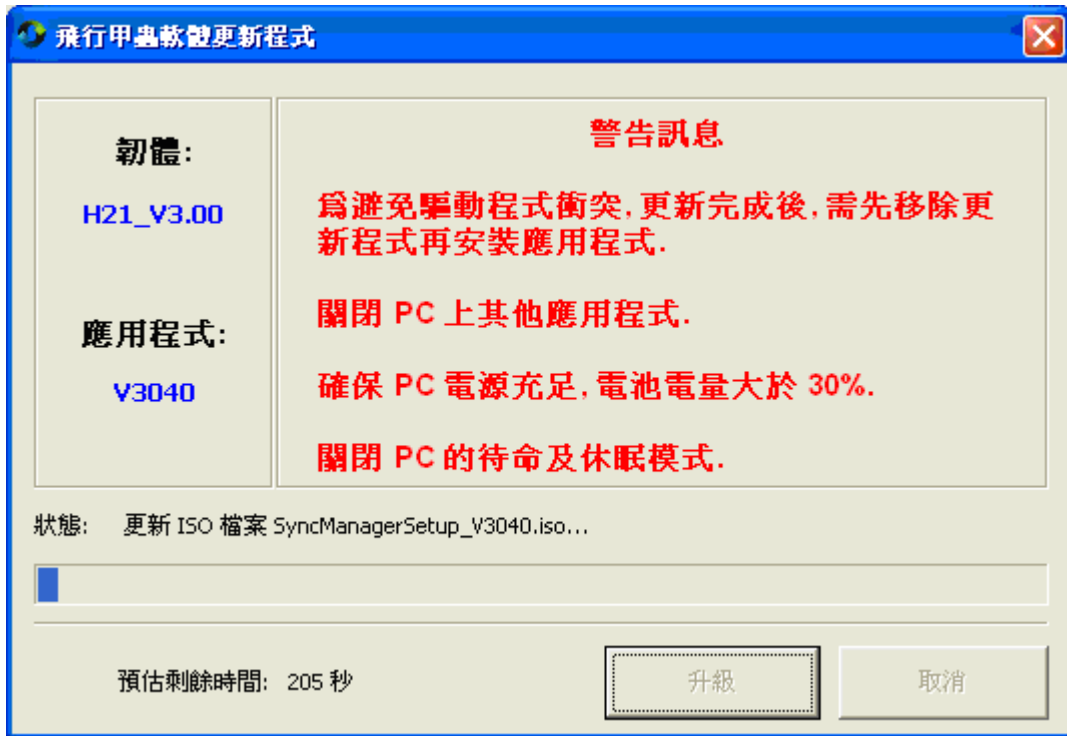 飛行甲蟲軟體更新程式
韌體:
H21_V3.00
應用程式:
V3040
警告訊息
為避免驅動程式衝突,更新完成後,需先移除更
新程式再安裝應用程式.
關閉 PC 上其他應用程式.
確保 PC 電源充足,電池電量大於 30%.
關閉 PC 的待命及休眠模式.
狀態: 更新 ISO 檔案 SyncManagerSetup_V3040.iso...
預估剩餘時間: 205 秒
升級
取消